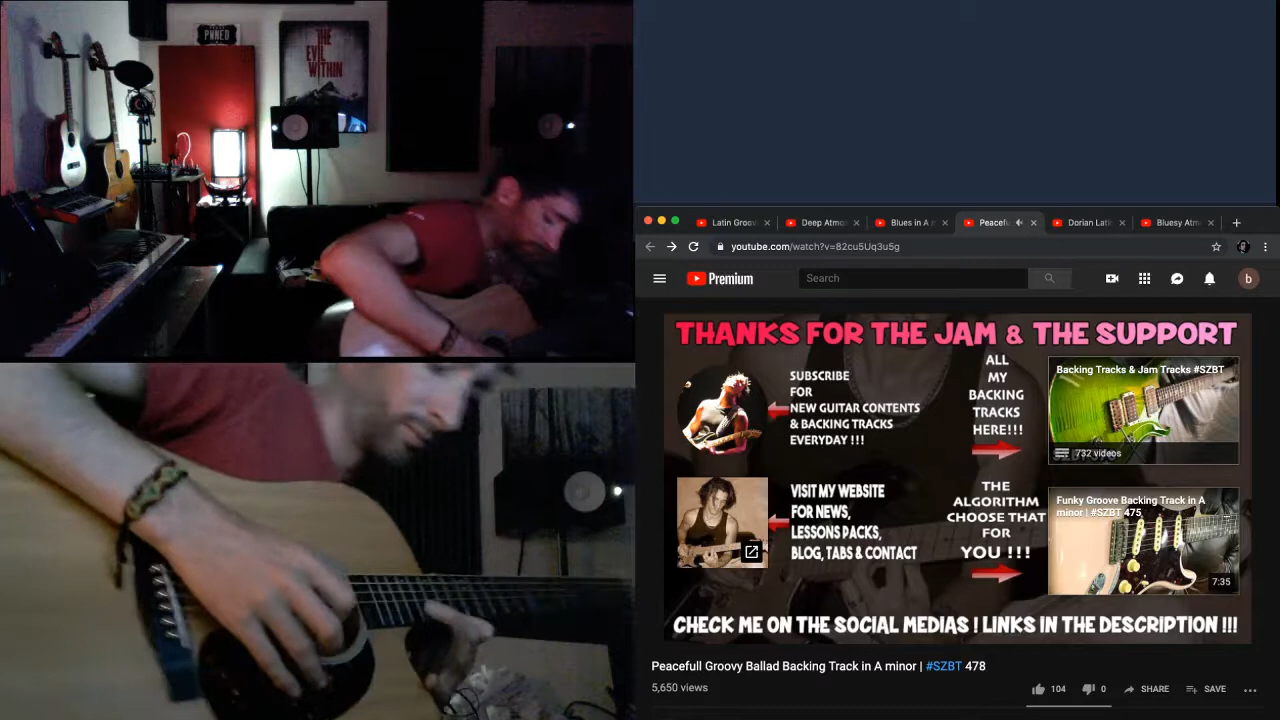 PWNED
THE
EVIL
WITHIN
Latin Groov
Deep Atmo
Blues in A m
Peacefu
Dorian Lati
Bluesy Atm
youtube.com/watch?v=82cu5Uq3u5g
Premium
Search
b
THANKS FOR THE JAM & THE SUPPORT
SUBSCRIBE
FOR
NEW GUITAR CONTENTS
& BACKING TRACKS
EVERYDAY !!!
ALL
MY
BACKING
TRACKS
HERE!!!
Backing Tracks & Jam Tracks #SZBT
732 videos
VISIT MY WEBSITE
FOR NEWS,
LESSONS PACKS,
BLOG, TABS & CONTACT
THE
ALGORITHM
CHOOSE THAT
FOR
YOU !!!
Funky Groove Backing Track in A
minor | #SZBT 475
7:35
CHECK ME ON THE SOCIAL MEDIAS ! LINKS IN THE DESCRIPTION !!!
Peacefull Groovy Ballad Backing Track in A minor | #SZBT 478
5,650 views
104
0
SHARE
SAVE